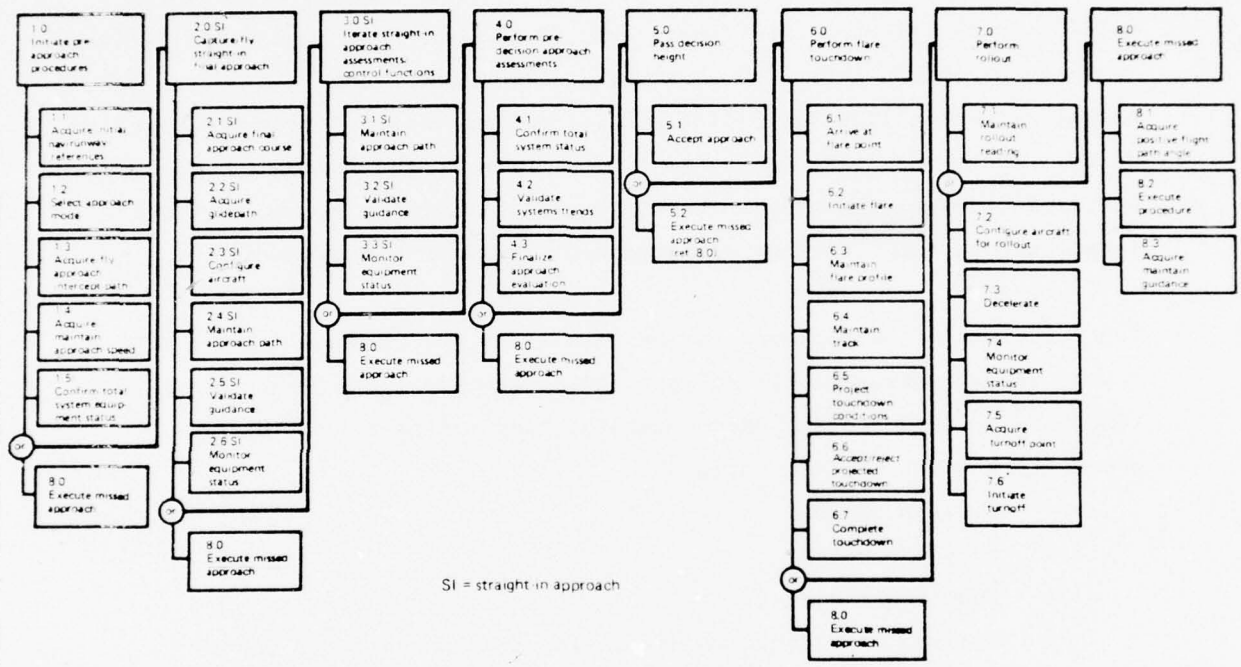 1.0
Initiate pre-
approach
procedures
1.1
Acquire initial
nav/runway
references
1.2
Select approach
mode
1.3
Acquire fly
approach
intercept path
1.4
Acquire
maintain
approach speed
1.5
Confirm total
system equip-
ment status
or
8.0
Execute missed
approach
2.0 SI
Capture/fly
straight-in
final approach
2.1 SI
Acquire final
approach course
2.2 SI
Acquire
glidepath
2.3 SI
Configure
aircraft
2.4 SI
Maintain
approach path
2.5 SI
Validate
guidance
2.6 SI
Monitor
equipment
status
or
8.0
Execute missed
approach
3.0 SI
Iterate straight-in
approach
assessments,
control functions
3.1 SI
Maintain
approach path
3.2 SI
Validate
guidance
3.3 SI
Monitor
equipment
status
or
8.0
Execute missed
approach
4.0
Perform pre-
decision approach
assessments
4.1
Confirm total
system status
4.2
Validate
systems trends
4.3
Finalize
approach
evaluation
or
8.0
Execute missed
approach
5.0
Pass decision
height
5.1
Accept approach
or
5.2
Execute missed
approach
(ref. 8.0)
6.0
Perform flare
touchdown
6.1
Arrive at
flare point
6.2
Initiate flare
6.3
Maintain
flare profile
6.4
Maintain
track
6.5
Project
touchdown
conditions
6.6
Accept/reject
projected
touchdown
6.7
Complete
touchdown
or
8.0
Execute missed
approach
7.0
Perform
rollout
7.1
Maintain
rollout
reading
7.2
Configure aircraft
for rollout
7.3
Decelerate
7.4
Monitor
equipment
status
7.5
Acquire
turnoff point
7.6
Initiate
turnoff
8.0
Execute missed
approach
8.1
Acquire
positive flight
path angle
8.2
Execute
procedure
8.3
Acquire
maintain
guidance
SI = straight-in approach